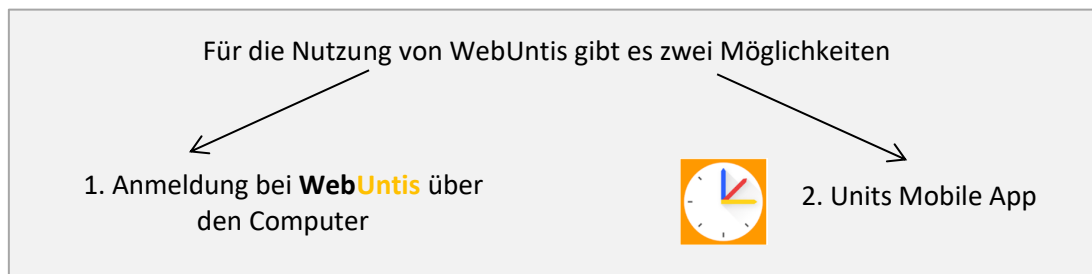 Für die Nutzung von WebUntis gibt es zwei Möglichkeiten
1. Anmeldung bei WebUntis über
den Computer
2. Units Mobile App